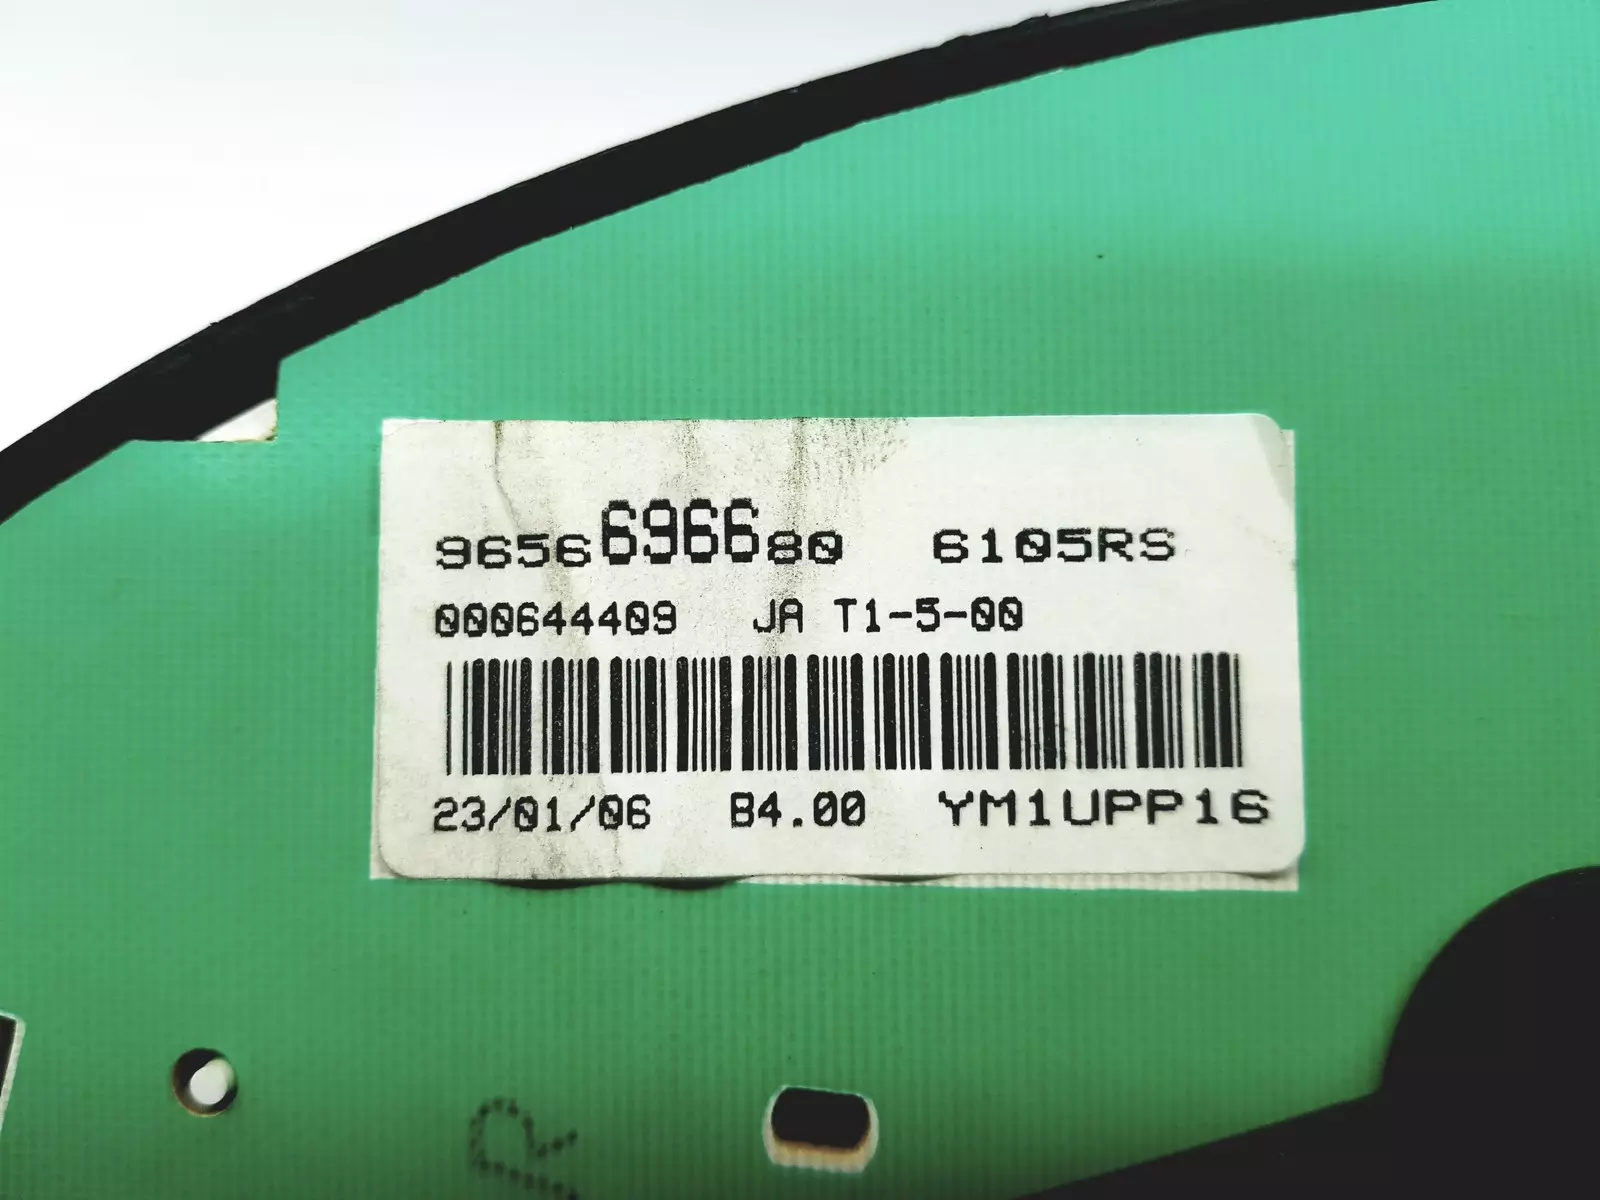 9656696680 6105RS
000644409 JA T1-5-00
23/01/06 B4.00 YM1UPP16
R